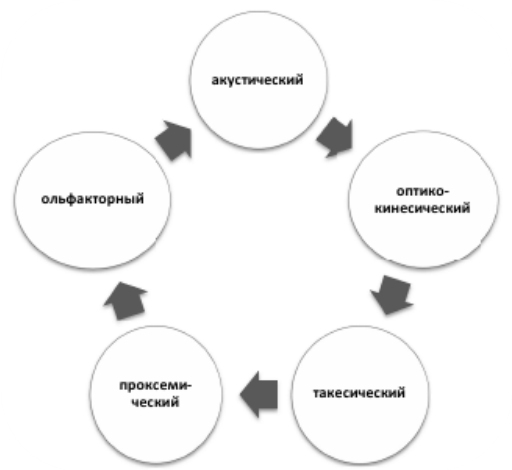 акустический
оптико-
кинесический
такесический
проксеми-
ческий
ольфакторный